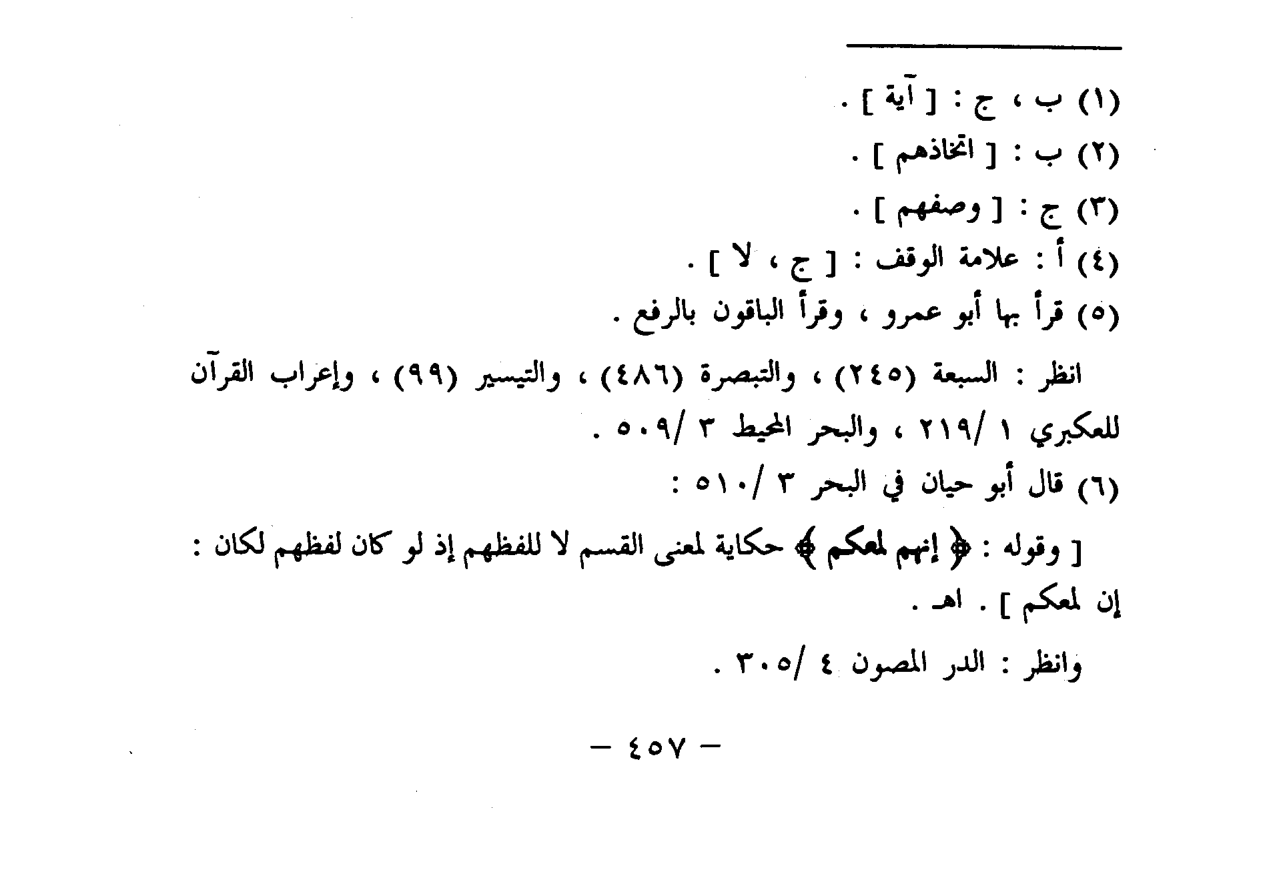 (١) ب ، ج : [ آية ] .
(٢) ب : [ اتخاذهم ] .
(٣) ج : [ وصفهم ] .
(٤) أ : علامة الوقف : [ ج ، لا ] .
(٥) قرأ بها أبو عمرو ، وقرأ الباقون بالرفع .
انظر : السبعة (٢٤٥) ، والتبصرة (٤٨٦) ، والتيسير (٩٩) ، وإعراب القرآن
للعكبري ١ /٢١٩ ، والبحر المحيط ٣ /٥٠٩ .
(٦) قال أبو حيان في البحر ٣ /٥١٠ :
[ وقوله : ﴿ إنهم لمعكم ﴾ حكاية لمعنى القسم لا للفظهم إذ لو كان لفظهم لكان :
إن لمعكم ] . اهـ .
وانظر : الدر المصون ٤ /٣٠٥ .
– ٤٥٧ –